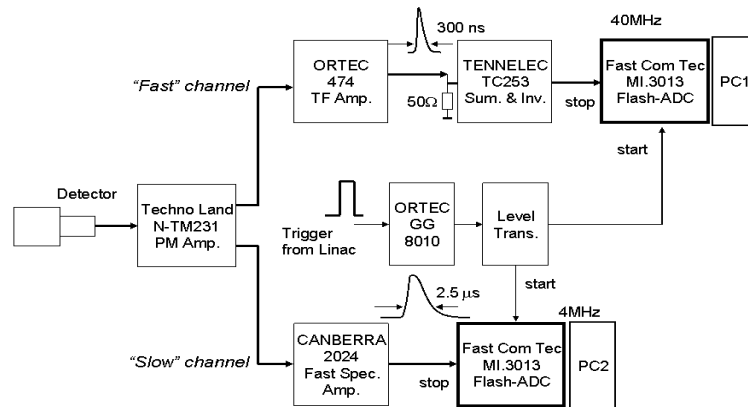 300 ns
40MHz
ORTEC
474
TF Amp.
TENNELEC
TC253
Sum. & Inv.
Fast Com Tec
MI.3013
Flash-ADC
PC1
"Fast" channel
50Ω
stop
start
Detector
Techno Land
N-TM231
PM Amp.
Trigger
from Linac
ORTEC
GG
8010
Level
Trans.
start
2.5 μs
4MHz
"Slow" channel
CANBERRA
2024
Fast Spec.
Amp.
stop
Fast Com Tec
MI.3013
Flash-ADC
PC2